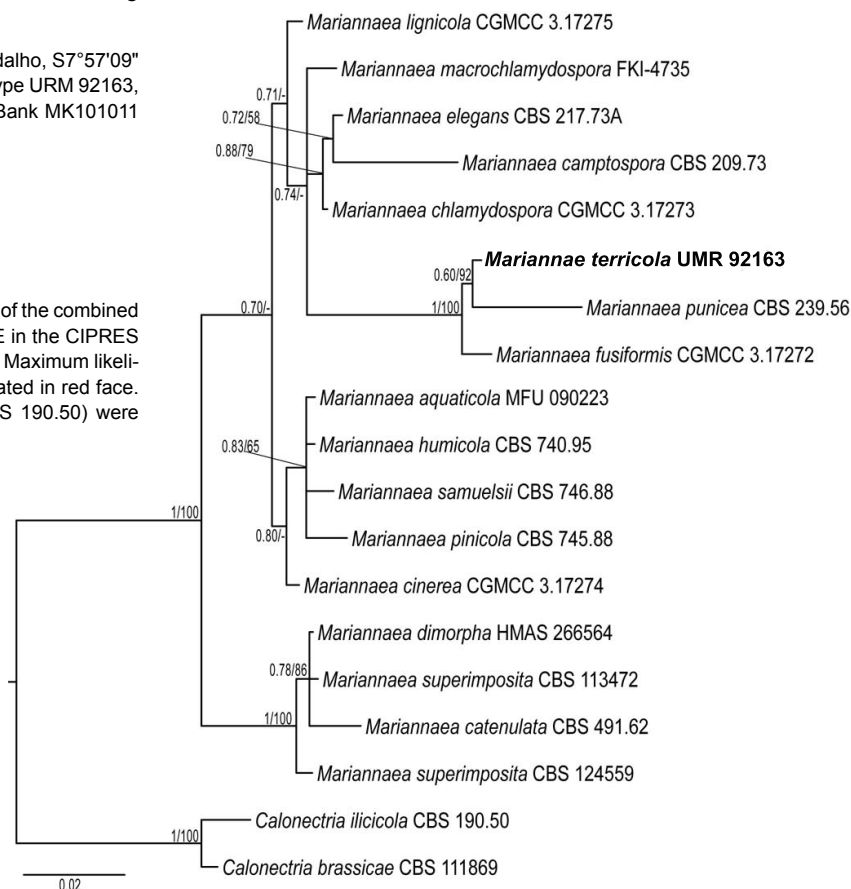 dalho, S7°57'09"
ype URM 92163,
Bank MK101011
of the combined
E in the CIPRES
Maximum likeli-
ated in red face.
S 190.50) were
Mariannaea lignicola CGMCC 3.17275
Mariannaea macrochlamydospora FKI-4735
0.71/-
0.72/58
Mariannaea elegans CBS 217.73A
0.88/79
Mariannaea camptospora CBS 209.73
0.74/-
Mariannaea chlamydospora CGMCC 3.17273
Mariannae terricola UMR 92163
0.60/92
0.70/-
1/100
Mariannaea punicea CBS 239.56
Mariannaea fusiformis CGMCC 3.17272
Mariannaea aquaticola MFU 090223
0.83/65
Mariannaea humicola CBS 740.95
Mariannaea samuelsii CBS 746.88
1/100
0.80/-
Mariannaea pinicola CBS 745.88
Mariannaea cinerea CGMCC 3.17274
Mariannaea dimorpha HMAS 266564
0.78/86
Mariannaea superimposita CBS 113472
1/100
Mariannaea catenulata CBS 491.62
Mariannaea superimposita CBS 124559
Calonectria ilicicola CBS 190.50
1/100
Calonectria brassicae CBS 111869
0.02